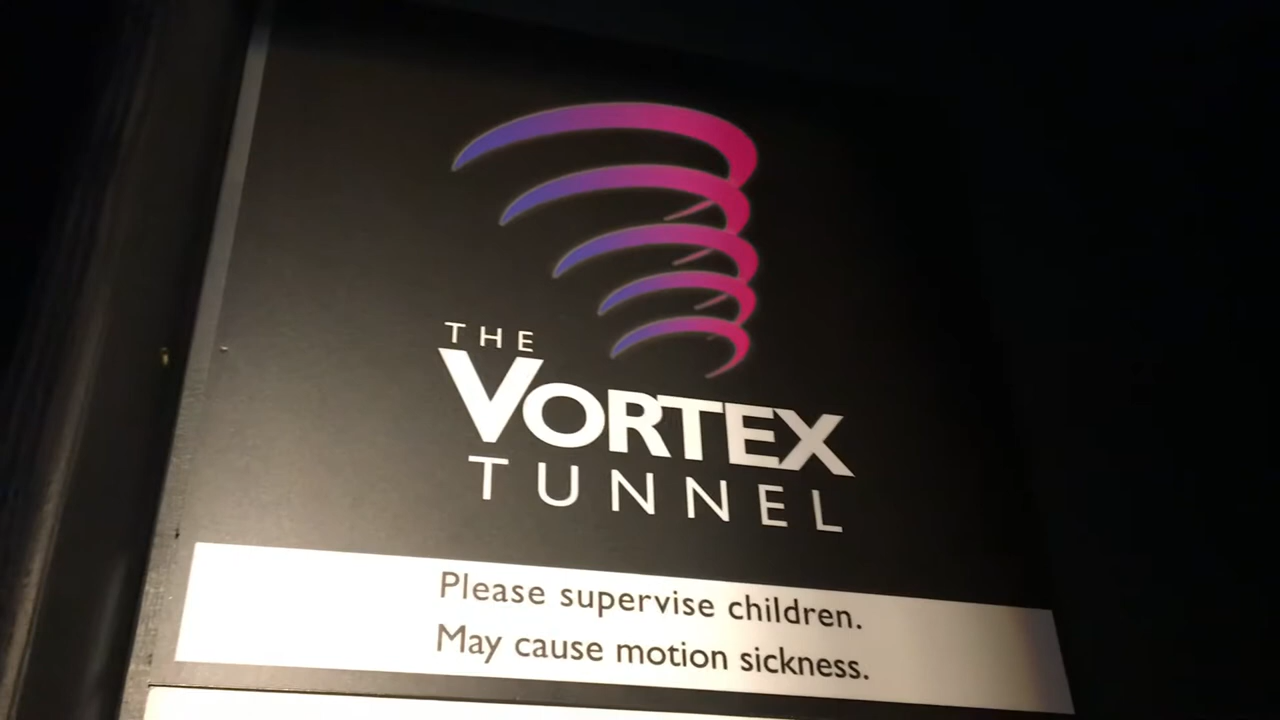 THE
VORTEX
TUNNEL
Please supervise children.
May cause motion sickness.